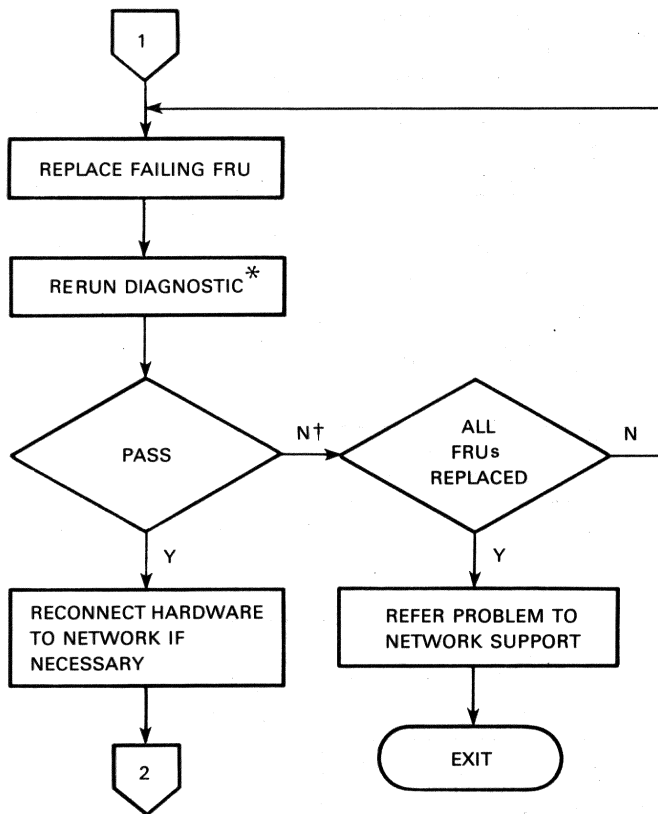 1
REPLACE FAILING FRU
RERUN DIAGNOSTIC*
PASS
N†
ALL
FRUs
REPLACED
N
Y
Y
RECONNECT HARDWARE
TO NETWORK IF
NECESSARY
REFER PROBLEM TO
NETWORK SUPPORT
2
EXIT